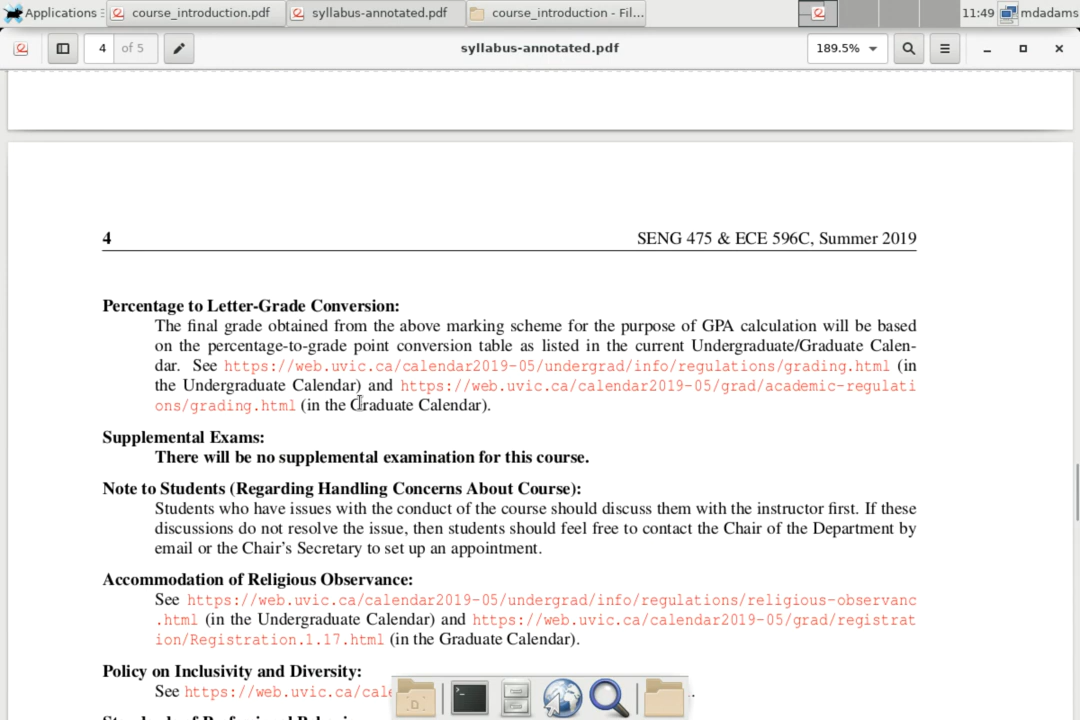 Applications course_introduction.pdf syllabus-annotated.pdf course_introduction - Fil... 11:49 mdadams
4 of 5 syllabus-annotated.pdf 189.5%
4 SENG 475 & ECE 596C, Summer 2019
Percentage to Letter-Grade Conversion:
The final grade obtained from the above marking scheme for the purpose of GPA calculation will be based
on the percentage-to-grade point conversion table as listed in the current Undergraduate/Graduate Calen-
dar. See https://web.uvic.ca/calendar2019-05/undergrad/info/regulations/grading.html (in
the Undergraduate Calendar) and https://web.uvic.ca/calendar2019-05/grad/academic-regulati
ons/grading.html (in the Graduate Calendar).
Supplemental Exams:
There will be no supplemental examination for this course.
Note to Students (Regarding Handling Concerns About Course):
Students who have issues with the conduct of the course should discuss them with the instructor first. If these
discussions do not resolve the issue, then students should feel free to contact the Chair of the Department by
email or the Chair's Secretary to set up an appointment.
Accommodation of Religious Observance:
See https://web.uvic.ca/calendar2019-05/undergrad/info/regulations/religious-observanc
.html (in the Undergraduate Calendar) and https://web.uvic.ca/calendar2019-05/grad/registrat
ion/Registration.1.17.html (in the Graduate Calendar).
Policy on Inclusivity and Diversity:
See https://web.uvic.ca/cale